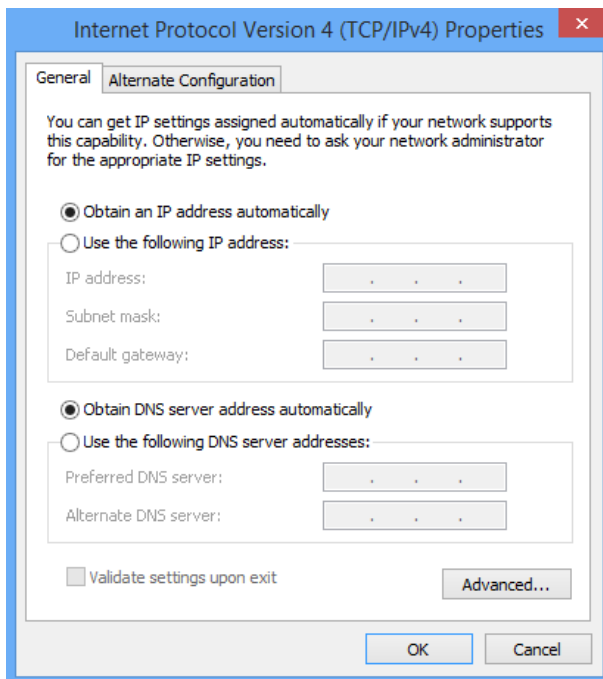 Internet Protocol Version 4 (TCP/IPv4) Properties
General
Alternate Configuration
You can get IP settings assigned automatically if your network supports
this capability. Otherwise, you need to ask your network administrator
for the appropriate IP settings.
Obtain an IP address automatically
Use the following IP address:
IP address:
Subnet mask:
Default gateway:
Obtain DNS server address automatically
Use the following DNS server addresses:
Preferred DNS server:
Alternate DNS server:
Validate settings upon exit
Advanced...
OK
Cancel